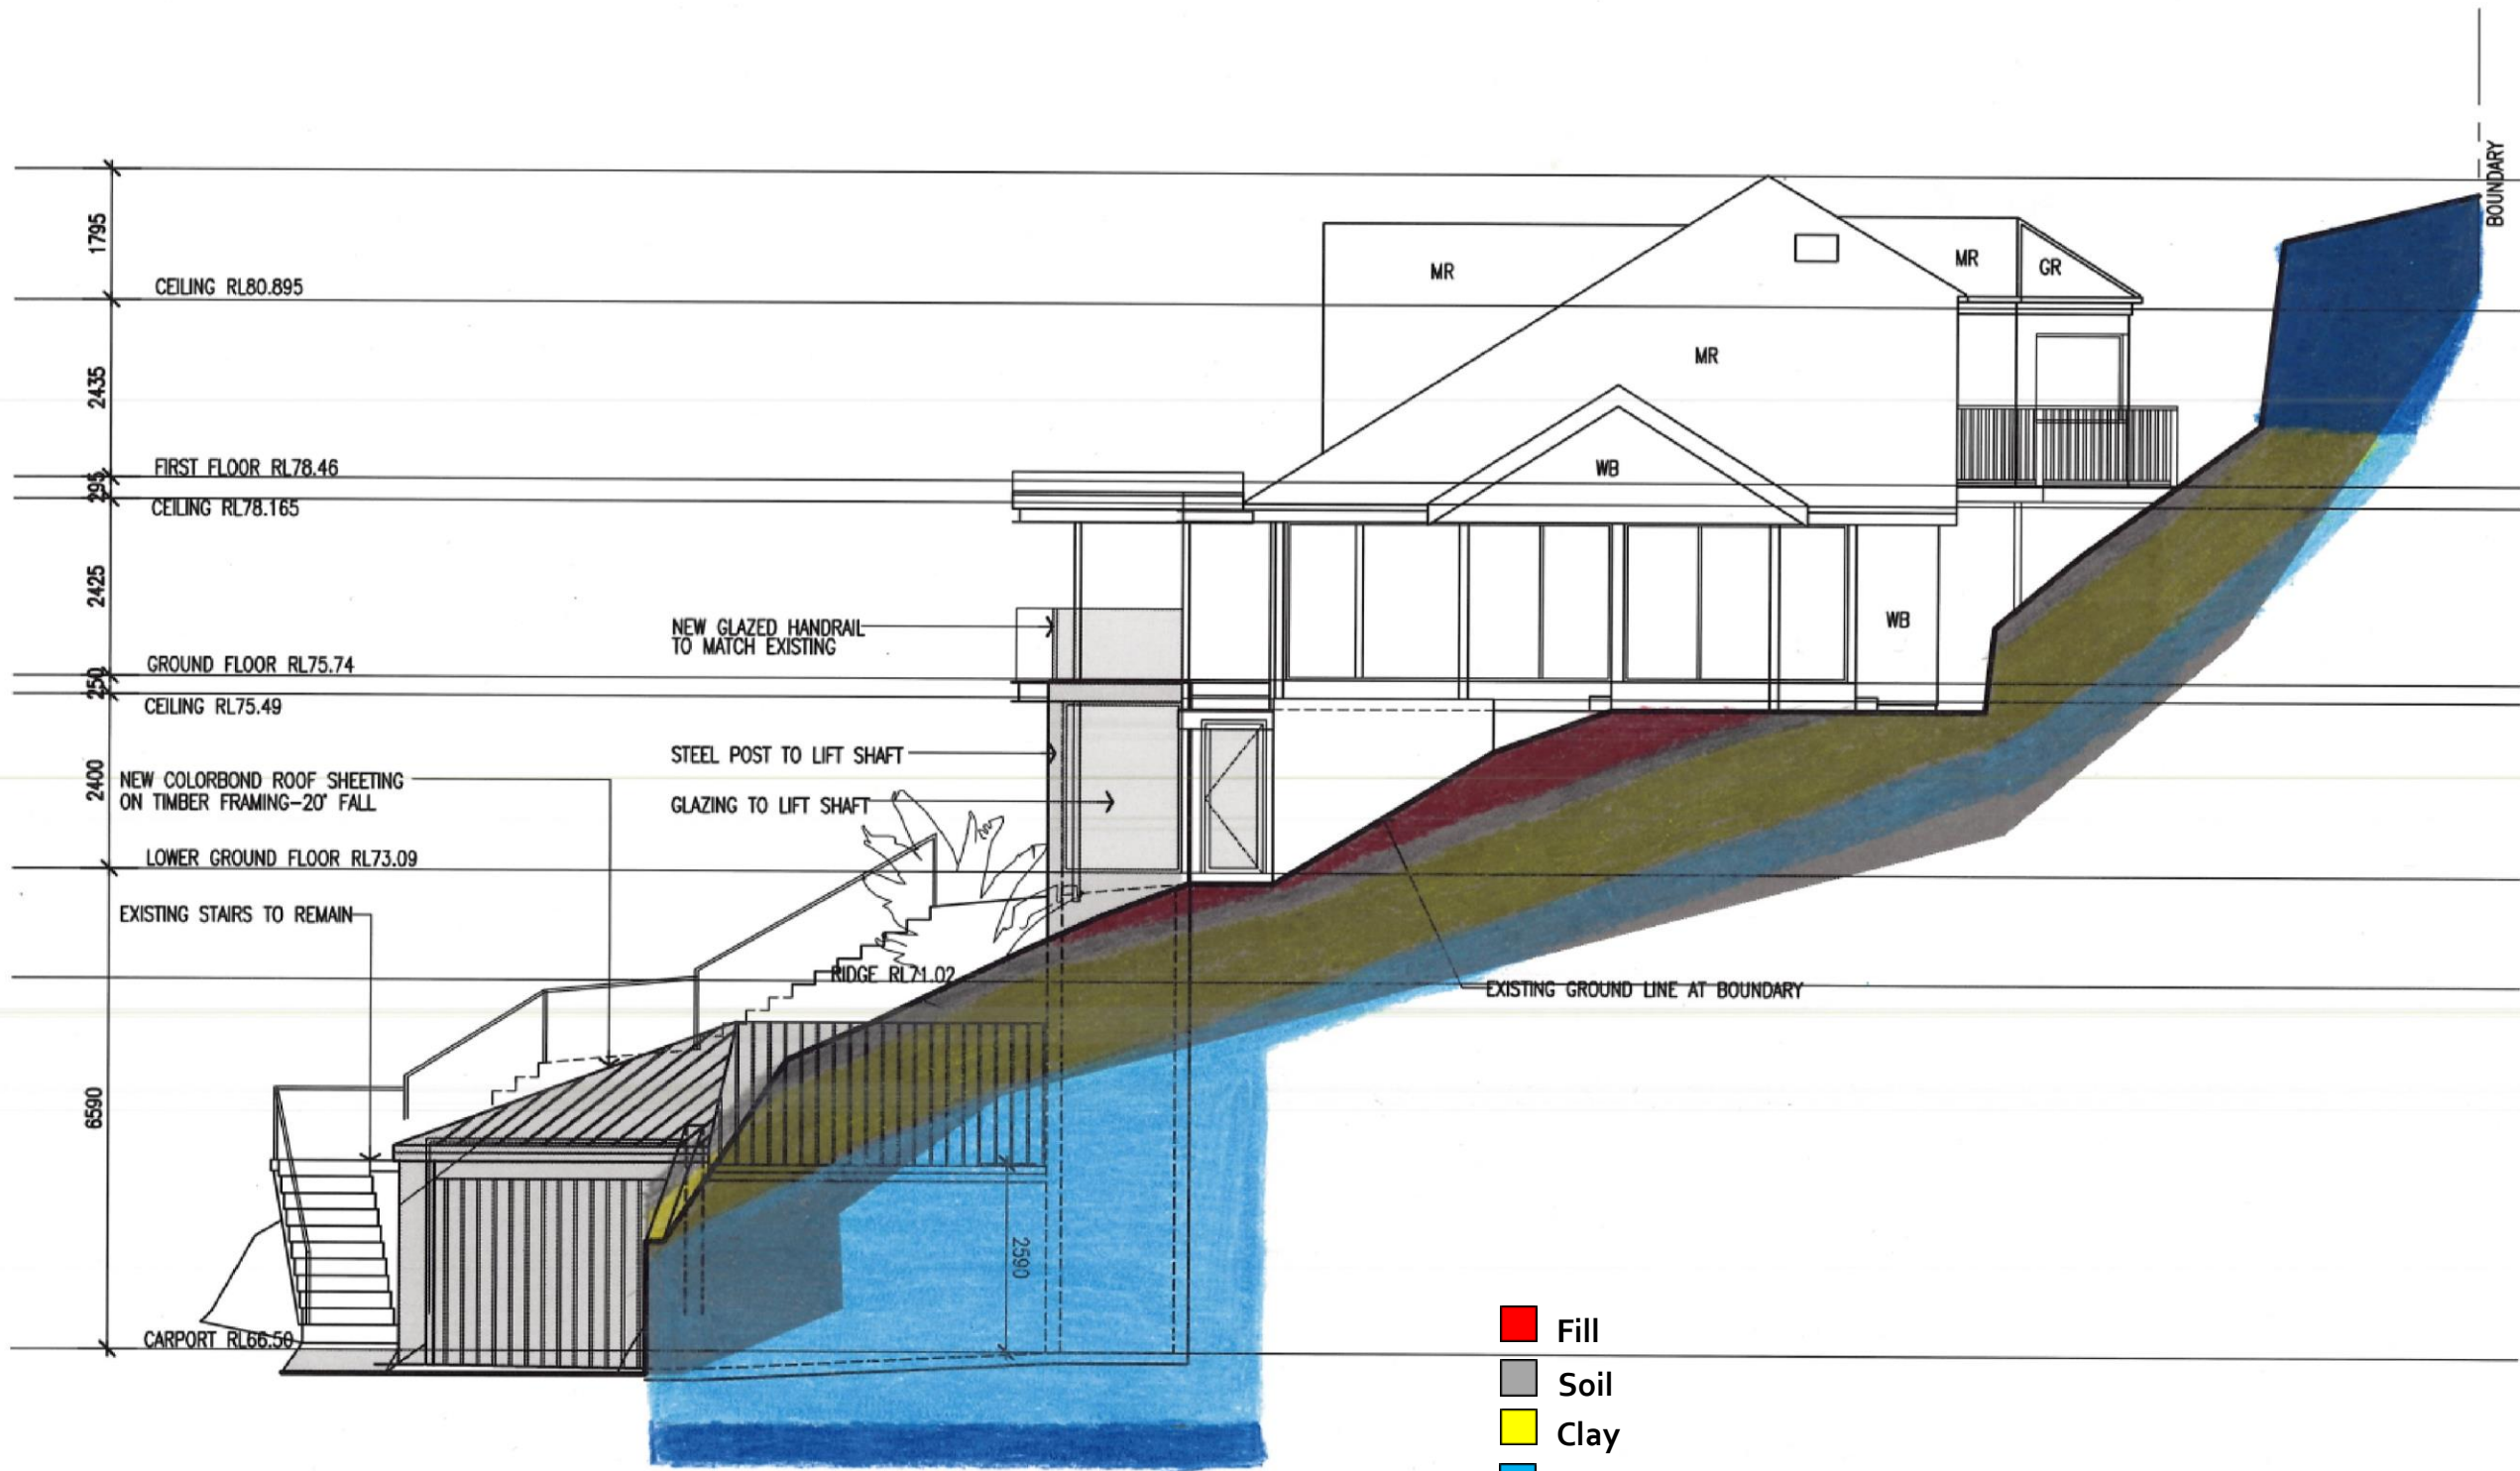 BOUNDARY
1795
CEILING RL80.895
MR
MR
GR
MR
2435
FIRST FLOOR RL78.46
295
CEILING RL78.165
WB
2425
NEW GLAZED HANDRAIL
TO MATCH EXISTING
WB
GROUND FLOOR RL75.74
250
CEILING RL75.49
STEEL POST TO LIFT SHAFT
2400
NEW COLORBOND ROOF SHEETING
ON TIMBER FRAMING-20° FALL
GLAZING TO LIFT SHAFT
LOWER GROUND FLOOR RL73.09
EXISTING STAIRS TO REMAIN
RIDGE RL71.02
EXISTING GROUND LINE AT BOUNDARY
6590
2590
CARPORT RL66.50
Fill
Soil
Clay